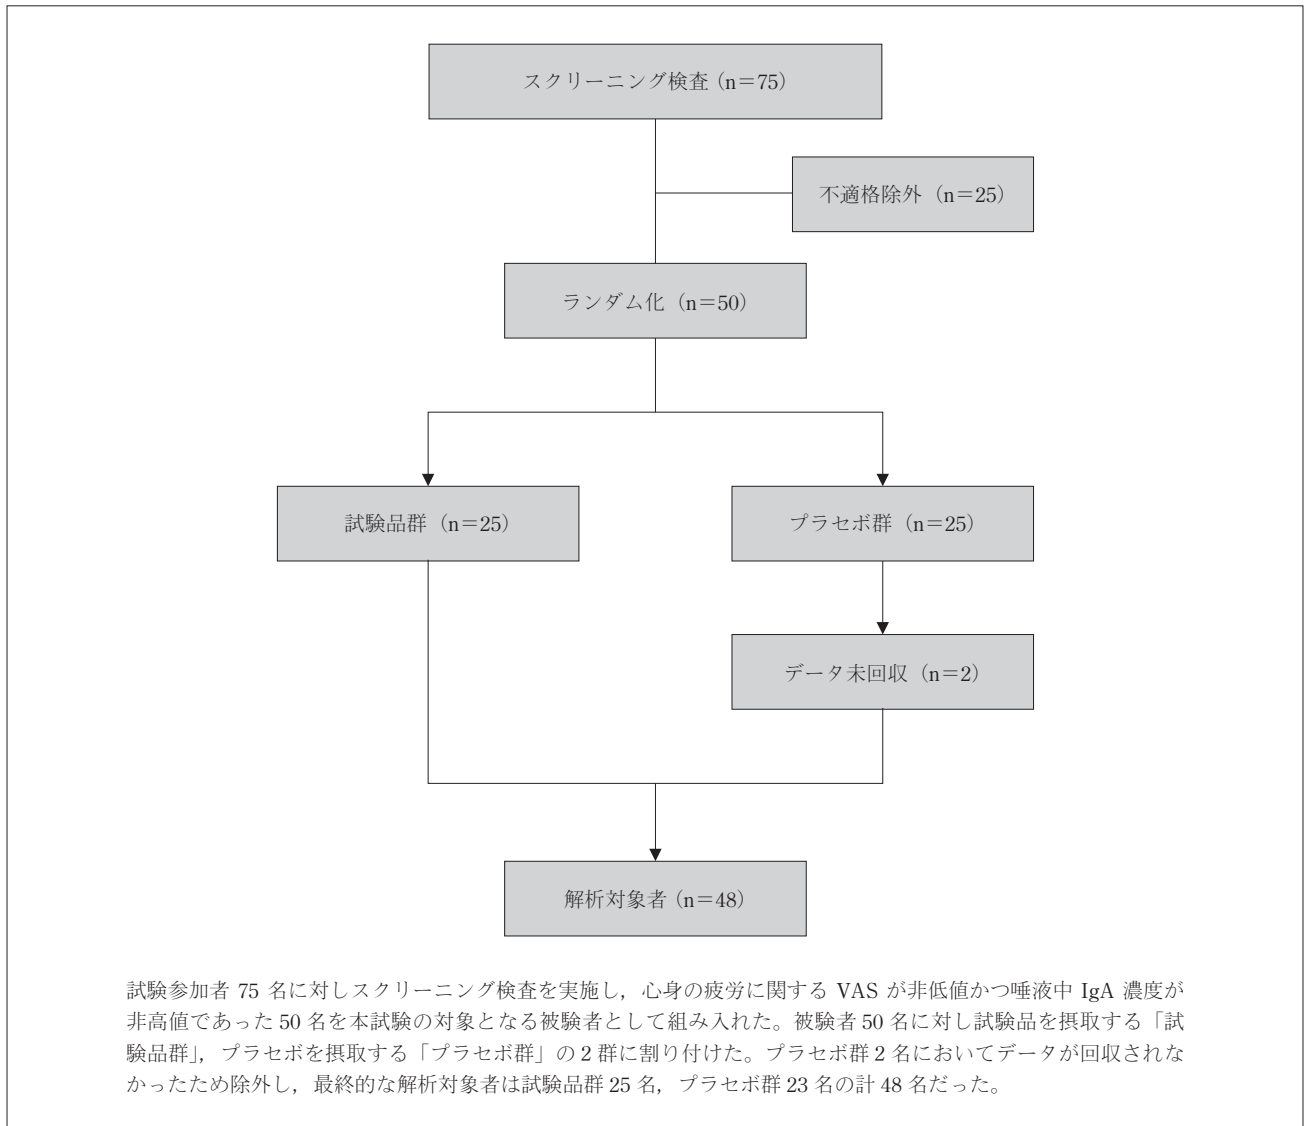 スクリーニング検査（n＝75）
不適格除外（n＝25）
ランダム化（n＝50）
試験品群（n＝25）
プラセボ群（n＝25）
データ未回収（n＝2）
解析対象者（n＝48）
試験参加者 75 名に対しスクリーニング検査を実施し，心身の疲労に関する VAS が非低値かつ唾液中 IgA 濃度が
非高値であった 50 名を本試験の対象となる被験者として組み入れた。被験者 50 名に対し試験品を摂取する「試
験品群」，プラセボを摂取する「プラセボ群」の 2 群に割り付けた。プラセボ群 2 名においてデータが回収されな
かったため除外し，最終的な解析対象者は試験品群 25 名，プラセボ群 23 名の計 48 名だった。